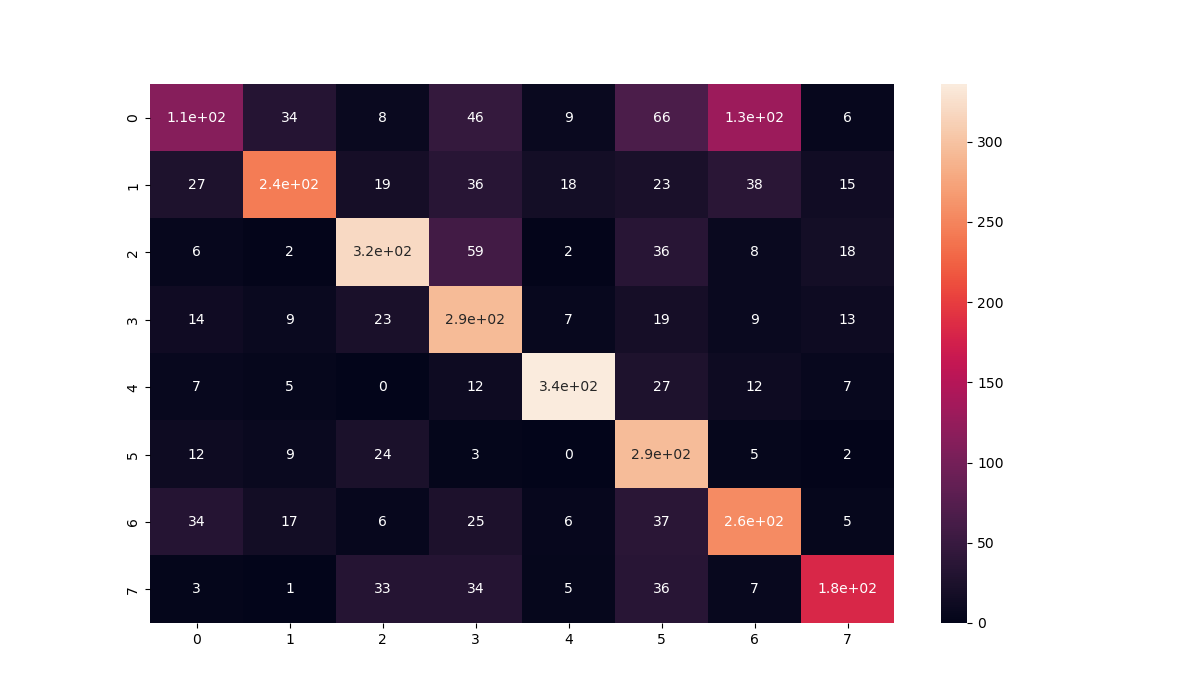 0 1.1e+02 34 8 46 9 66 1.3e+02 6
1 27 2.4e+02 19 36 18 23 38 15
2 6 2 3.2e+02 59 2 36 8 18
3 14 9 23 2.9e+02 7 19 9 13
4 7 5 0 12 3.4e+02 27 12 7
5 12 9 24 3 0 2.9e+02 5 2
6 34 17 6 25 6 37 2.6e+02 5
7 3 1 33 34 5 36 7 1.8e+02
0 1 2 3 4 5 6 7
300
250
200
150
100
50
0